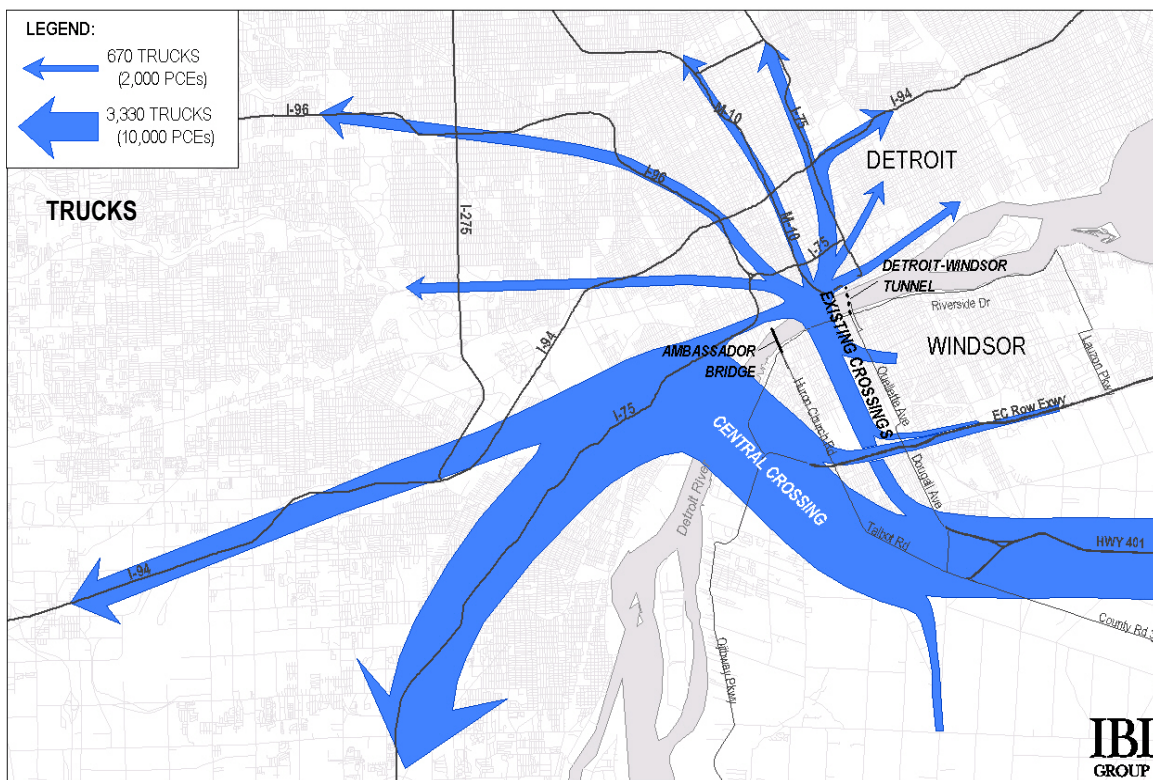 LEGEND:
670 TRUCKS
(2,000 PCEs)
3,330 TRUCKS
(10,000 PCEs)
TRUCKS
I-96
M-10
I-75
I-94
DETROIT
I-96
I-275
M-10
I-75
DETROIT-WINDSOR
TUNNEL
Riverside Dr
EXISTING CROSSINGS
WINDSOR
Lauzon Pkwy
AMBASSADOR
BRIDGE
I-94
I-75
Huron Church Rd
Ouellette Ave
EC Row Exwy
CENTRAL CROSSING
Dougall Ave
Detroit River
Talbot Rd
HWY 401
I-94
County Rd 3
Ojibway Pkwy
IBI
GROUP